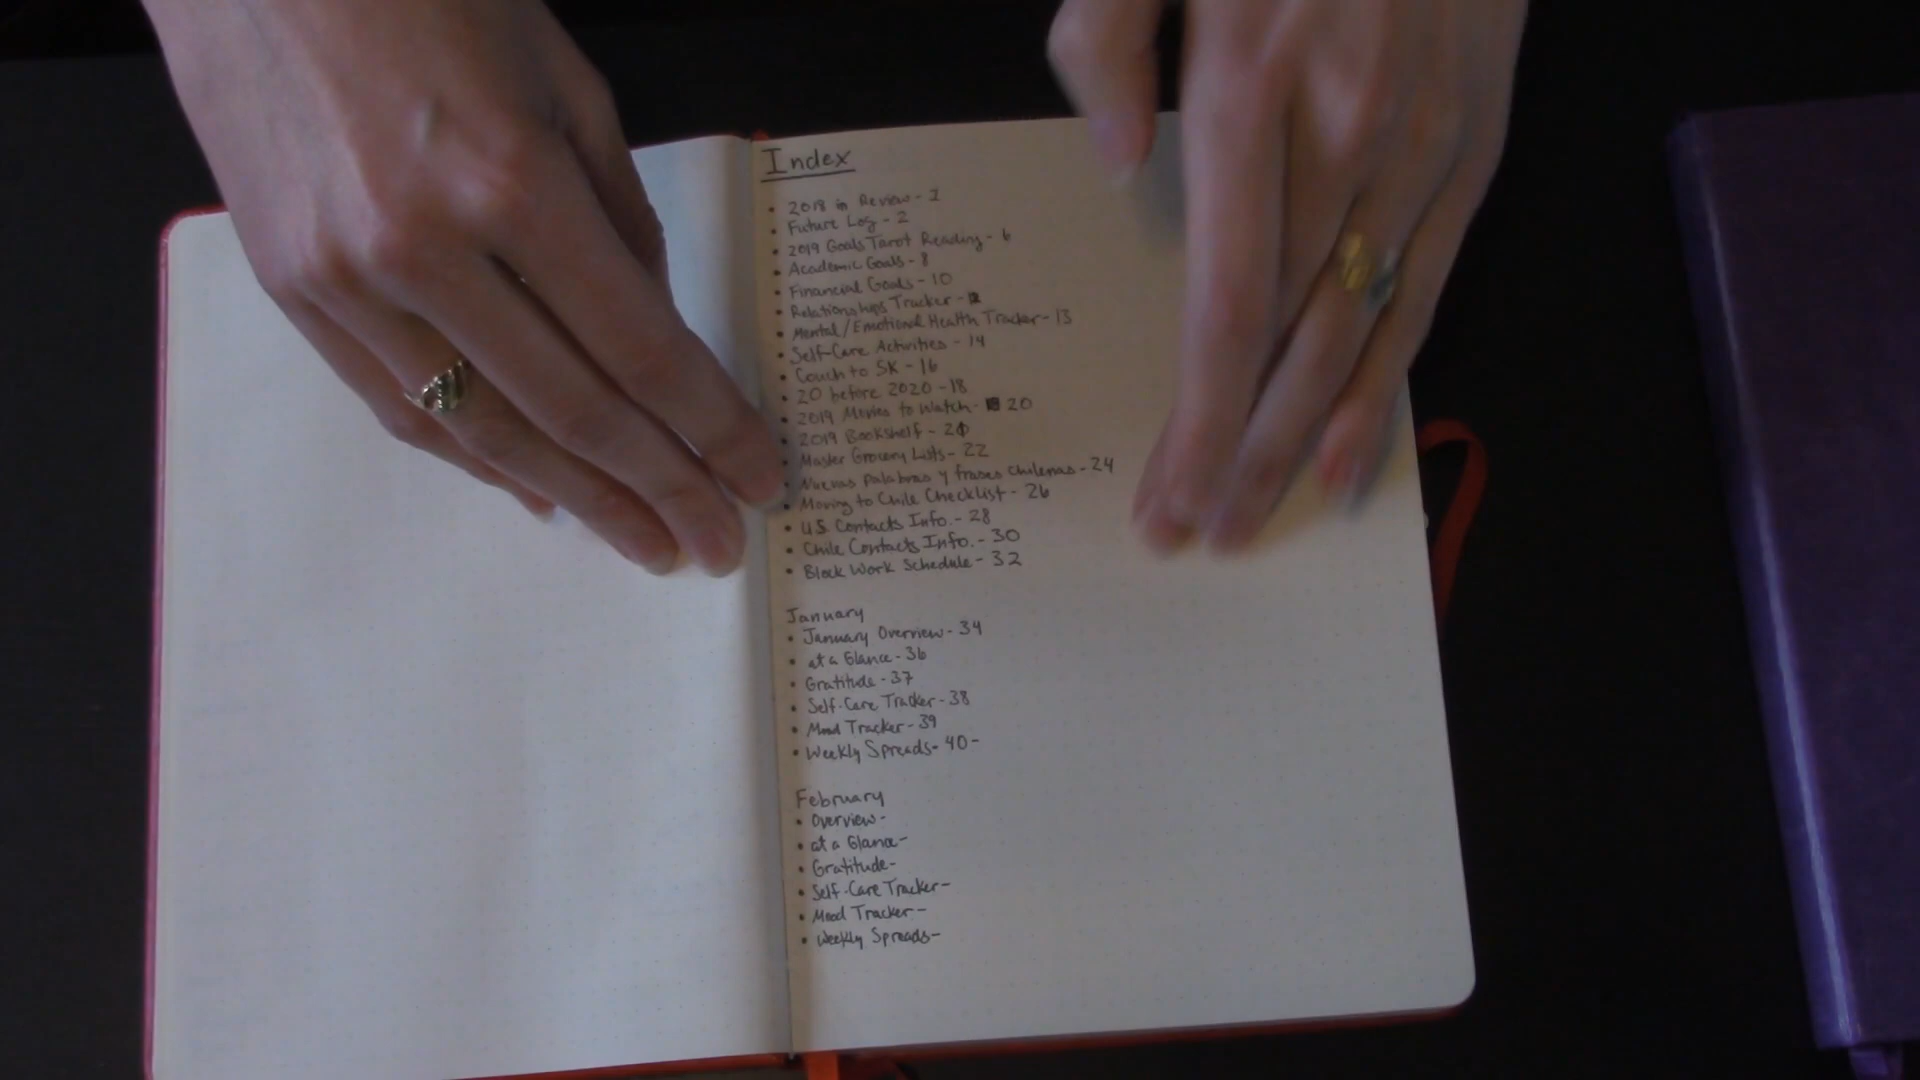 Index
• 2018 in Review - 1
• Future Log - 2
• 2019 Goals Tarot Reading - 6
• Academic Goals - 8
• Financial Goals - 10
• Relationships Tracker -
• Mental/Emotional Health Tracker - 13
• Self-Care Activities - 14
• Couch to 5K - 16
• 20 before 2020 - 18
• 2019 Movies to Watch - 20
• 2019 Bookshelf -
• Master Grocery Lists - 22
• Nuevas palabras y frases chilenas - 24
• Moving to Chile Checklist - 26
• U.S. Contacts Info. - 28
• Chile Contacts Info. - 30
• Block Work Schedule - 32
January
• January Overview - 34
• at a Glance - 36
• Gratitude - 37
• Self-Care Tracker - 38
• Mood Tracker - 39
• Weekly Spreads - 40 -
February
• Overview -
• at a Glance -
• Gratitude -
• Self-Care Tracker -
• Mood Tracker -
• Weekly Spreads -